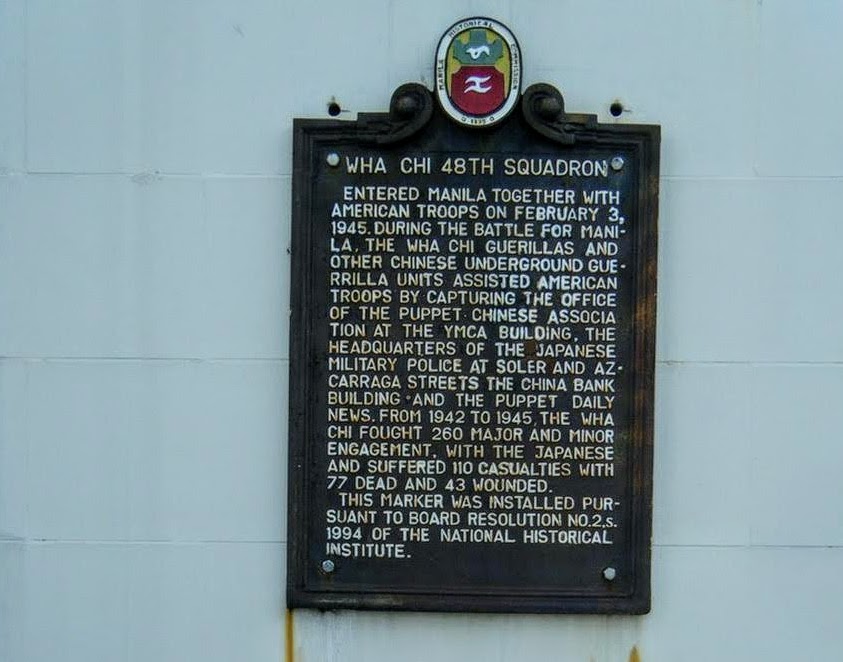 MANILA HISTORICAL COMMISSION
WHA CHI 48TH SQUADRON
ENTERED MANILA TOGETHER WITH
AMERICAN TROOPS ON FEBRUARY 3,
1945. DURING THE BATTLE FOR MANI-
LA, THE WHA CHI GUERILLAS AND
OTHER CHINESE UNDERGROUND GUE-
RRILLA UNITS ASSISTED AMERICAN
TROOPS BY CAPTURING THE OFFICE
OF THE PUPPET CHINESE ASSOCIA
TION AT THE YMCA BUILDING, THE
HEADQUARTERS OF THE JAPANESE
MILITARY POLICE AT SOLER AND AZ-
CARRAGA STREETS THE CHINA BANK
BUILDING AND THE PUPPET DAILY
NEWS. FROM 1942 TO 1945, THE WHA
CHI FOUGHT 260 MAJOR AND MINOR
ENGAGEMENT, WITH THE JAPANESE
AND SUFFERED 110 CASUALTIES WITH
77 DEAD AND 43 WOUNDED.
THIS MARKER WAS INSTALLED PUR-
SUANT TO BOARD RESOLUTION NO.2,s.
1994 OF THE NATIONAL HISTORICAL
INSTITUTE.